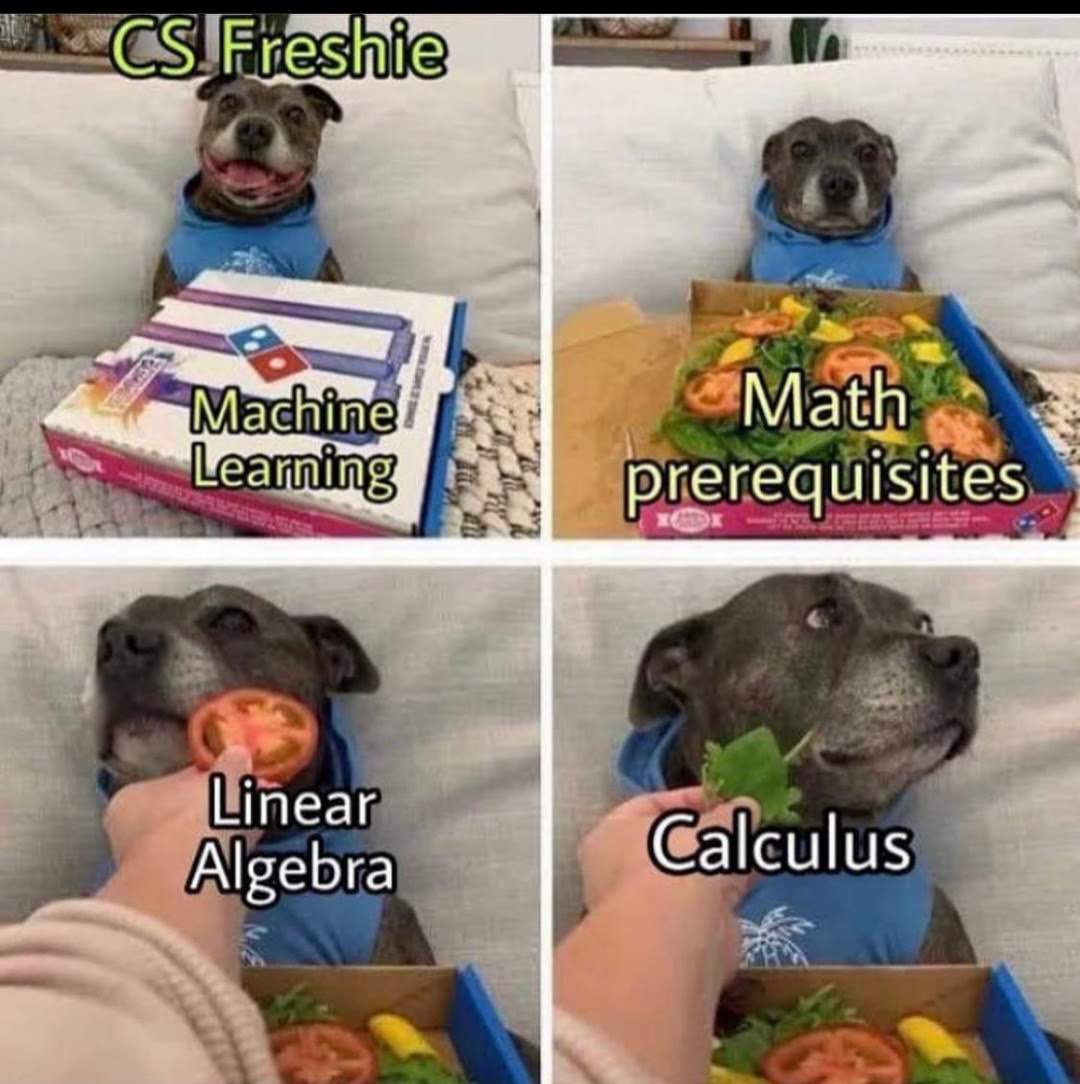 CS Freshie
Machine
Learning
Math
prerequisites
Linear
Algebra
Calculus